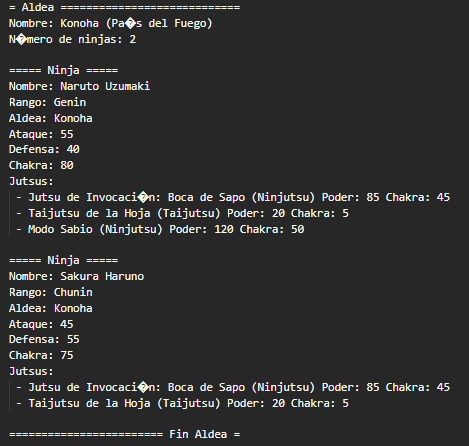 = Aldea ============================
Nombre: Konoha (Pa�s del Fuego)
N�mero de ninjas: 2
===== Ninja =====
Nombre: Naruto Uzumaki
Rango: Genin
Aldea: Konoha
Ataque: 55
Defensa: 40
Chakra: 80
Jutsus:
- Jutsu de Invocaci�n: Boca de Sapo (Ninjutsu) Poder: 85 Chakra: 45
- Taijutsu de la Hoja (Taijutsu) Poder: 20 Chakra: 5
- Modo Sabio (Ninjutsu) Poder: 120 Chakra: 50
===== Ninja =====
Nombre: Sakura Haruno
Rango: Chunin
Aldea: Konoha
Ataque: 45
Defensa: 55
Chakra: 75
Jutsus:
- Jutsu de Invocaci�n: Boca de Sapo (Ninjutsu) Poder: 85 Chakra: 45
- Taijutsu de la Hoja (Taijutsu) Poder: 20 Chakra: 5
======================== Fin Aldea =